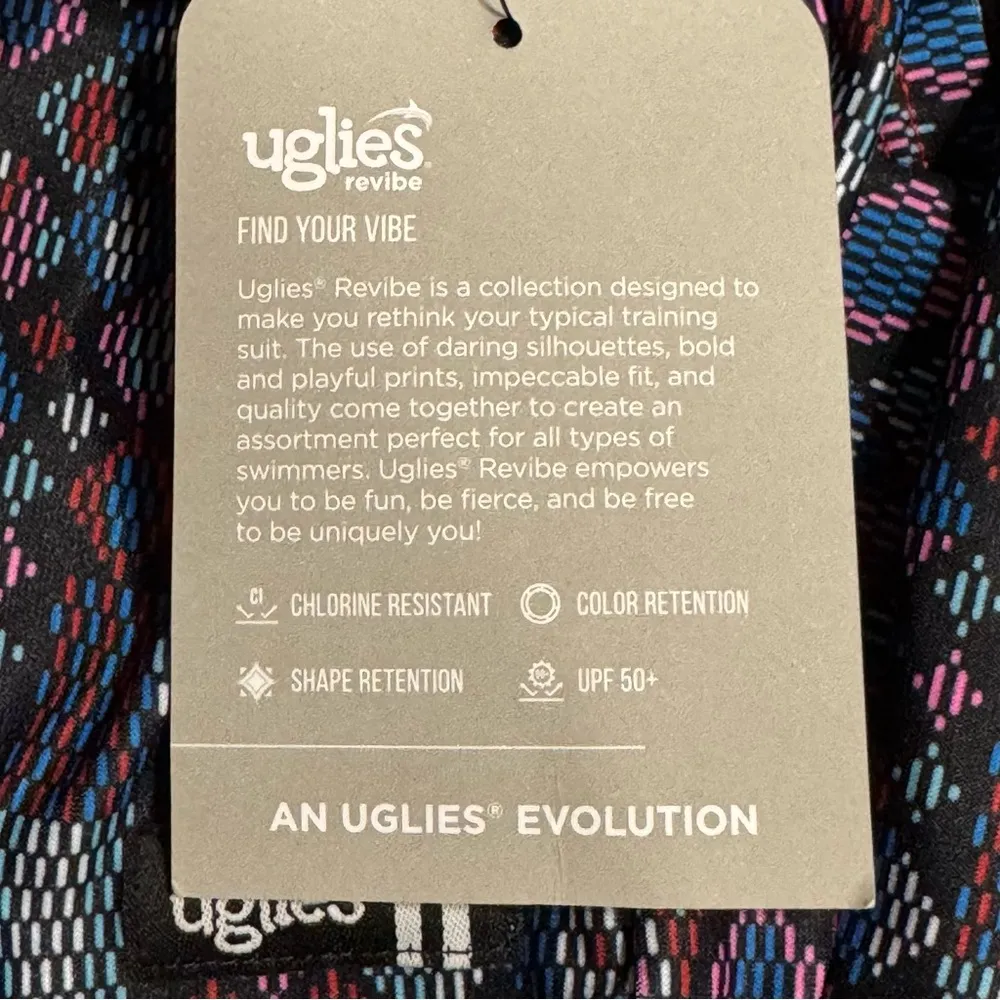 uglies®
revibe
FIND YOUR VIBE
Uglies® Revibe is a collection designed to
make you rethink your typical training
suit. The use of daring silhouettes, bold
and playful prints, impeccable fit, and
quality come together to create an
assortment perfect for all types of
swimmers. Uglies® Revibe empowers
you to be fun, be fierce, and be free
to be uniquely you!
Cl CHLORINE RESISTANT
COLOR RETENTION
SHAPE RETENTION
50+ UPF 50+
AN UGLIES® EVOLUTION
uglies